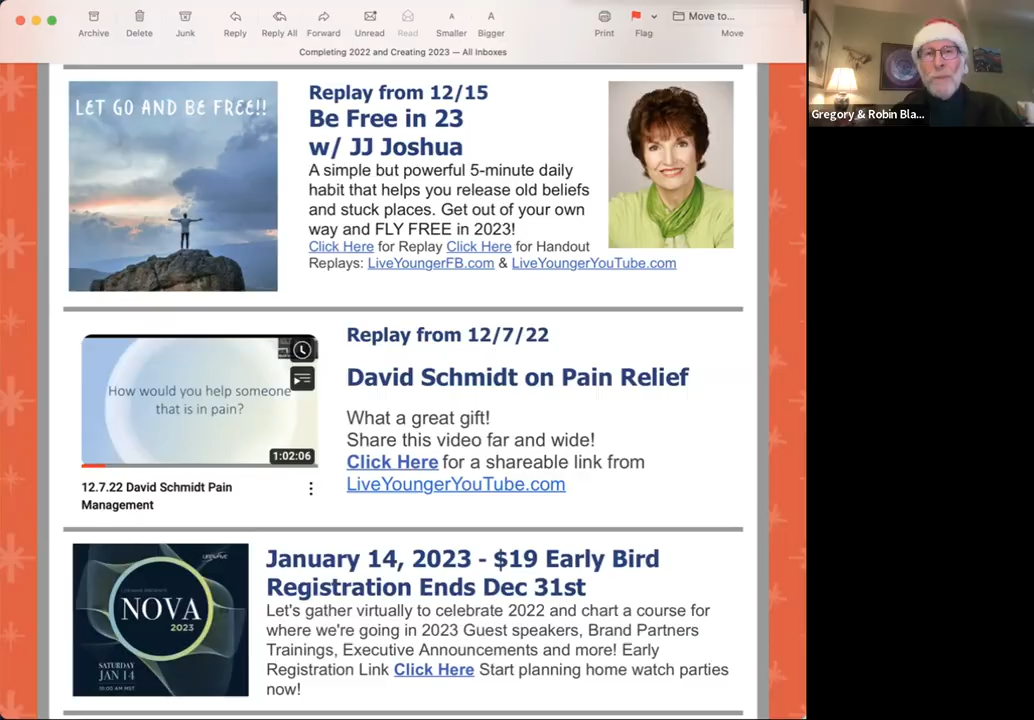 Archive
Delete
Junk
Reply
Reply All
Forward
Unread
Read
A
Smaller
A
Bigger
Print
Flag
Move to...
Move
Completing 2022 and Creating 2023 — All Inboxes
Gregory & Robin Bla...
LET GO AND BE FREE!!
Replay from 12/15
Be Free in 23
w/ JJ Joshua
A simple but powerful 5-minute daily
habit that helps you release old beliefs
and stuck places. Get out of your own
way and FLY FREE in 2023!
Click Here for Replay Click Here for Handout
Replays: LiveYoungerFB.com & LiveYoungerYouTube.com
How would you help someone
that is in pain?
1:02:06
12.7.22 David Schmidt Pain
Management
Replay from 12/7/22
David Schmidt on Pain Relief
What a great gift!
Share this video far and wide!
Click Here for a shareable link from
LiveYoungerYouTube.com
NOVA
2023
SATURDAY
JAN 14
10:00 AM MST
January 14, 2023 - $19 Early Bird
Registration Ends Dec 31st
Let's gather virtually to celebrate 2022 and chart a course for
where we're going in 2023 Guest speakers, Brand Partners
Trainings, Executive Announcements and more! Early
Registration Link Click Here Start planning home watch parties
now!